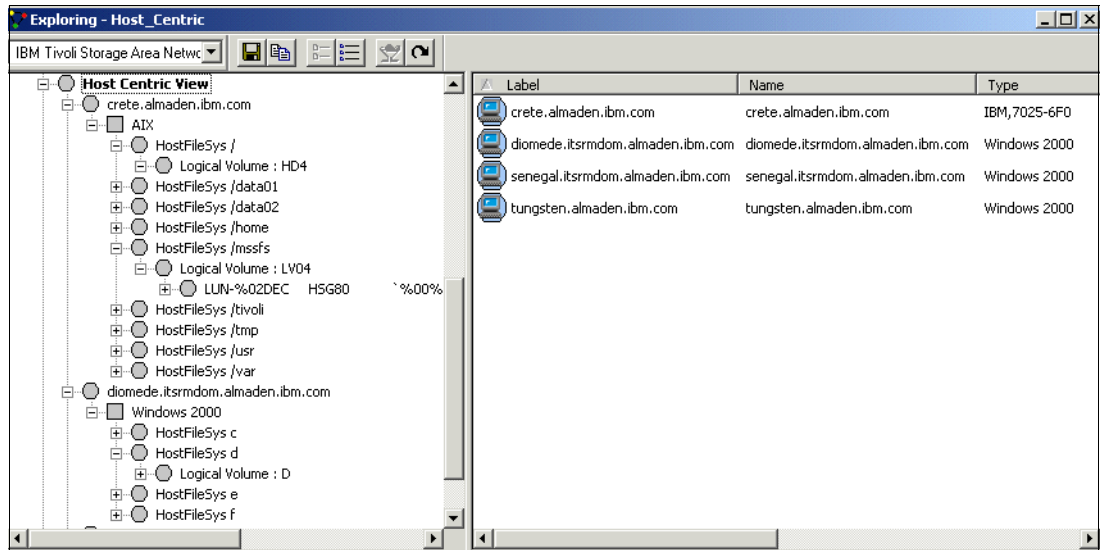 Exploring - Host_Centric
IBM Tivoli Storage Area Netwc
Host Centric View
crete.almaden.ibm.com
AIX
HostFileSys /
Logical Volume : HD4
HostFileSys /data01
HostFileSys /data02
HostFileSys /home
HostFileSys /mssfs
Logical Volume : LV04
LUN-%02DEC HSG80 `%00%
HostFileSys /tivoli
HostFileSys /tmp
HostFileSys /usr
HostFileSys /var
diomede.itsrmdom.almaden.ibm.com
Windows 2000
HostFileSys c
HostFileSys d
Logical Volume : D
HostFileSys e
HostFileSys f
Label Name Type
crete.almaden.ibm.com crete.almaden.ibm.com IBM,7025-6F0
diomede.itsrmdom.almaden.ibm.com diomede.itsrmdom.almaden.ibm.com Windows 2000
senegal.itsrmdom.almaden.ibm.com senegal.itsrmdom.almaden.ibm.com Windows 2000
tungsten.almaden.ibm.com tungsten.almaden.ibm.com Windows 2000